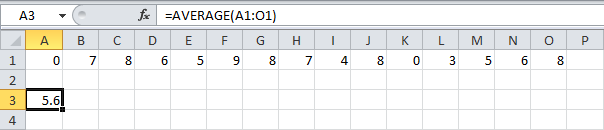 A3 fx =AVERAGE(A1:O1)
A B C D E F G H I J K L M N O P
1 0 7 8 6 5 9 8 7 4 8 0 3 5 6 8
2
3 5.6
4